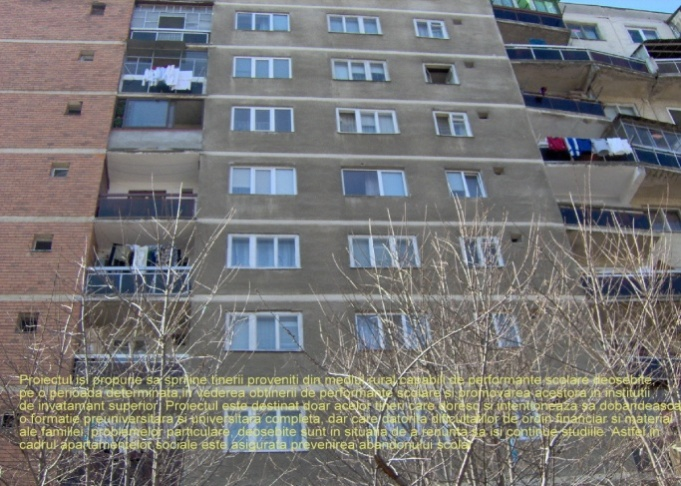 Proiectul isi propune sa sprijine tinerii proveniti din mediul rural capabili de performante scolare deosebite,
pe o perioada determinata in vederea obtinerii de performante scolare si promovarea acestora in institutii
de invatamant superior. Proiectul este destinat doar acelor tineri care doresc si intentioneaza sa dobandeasca
o formatie preuniversitara si universitara completa, dar care datorita dificultatilor de ordin financiar si material
ale familiei, problemelor particulare, deosebite sunt in situatia de a renunta sa isi continue studiile. Astfel in
cadrul apartamentelor sociale este asigurata prevenirea abandonului scolar